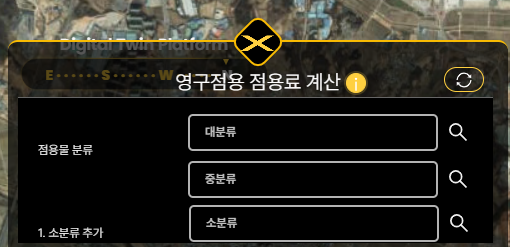 Digital Twin Platform
E S W
영구점용 점용료 계산 i
대분류
점용물 분류
중분류
소분류
1. 소분류 추가